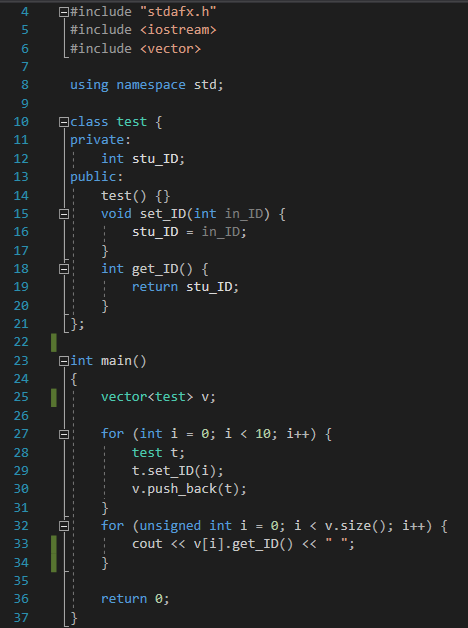 4 #include "stdafx.h"
5 #include <iostream>
6 #include <vector>
7
8 using namespace std;
9
10 class test {
11 private:
12     int stu_ID;
13 public:
14     test() {}
15     void set_ID(int in_ID) {
16         stu_ID = in_ID;
17     }
18     int get_ID() {
19         return stu_ID;
20     }
21 };
22
23 int main()
24 {
25     vector<test> v;
26
27     for (int i = 0; i < 10; i++) {
28         test t;
29         t.set_ID(i);
30         v.push_back(t);
31     }
32     for (unsigned int i = 0; i < v.size(); i++) {
33         cout << v[i].get_ID() << " ";
34     }
35
36     return 0;
37 }